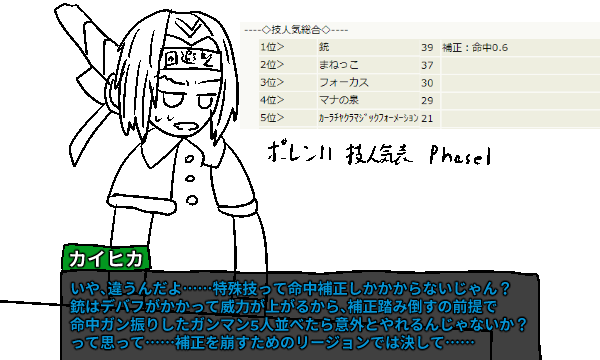 ----◇技人気総合◇----
1位> 銃 39 補正：命中0.6
2位> まねっこ 37
3位> フォーカス 30
4位> マナの泉 29
5位> ｶｰﾗﾁｬｸﾗﾏｼﾞｯｸﾌｫｰﾒｰｼｮﾝ 21
技人気表 Phase1
カイヒカ
いや、違うんだよ……特殊技って命中補正しかかからないじゃん？
銃はデバフがかかって威力が上がるから、補正踏み倒すの前提で
命中ガン振りしたガンマン5人並べたら意外とやれるんじゃないか？
って思って……補正を崩すためのリージョンでは決して……